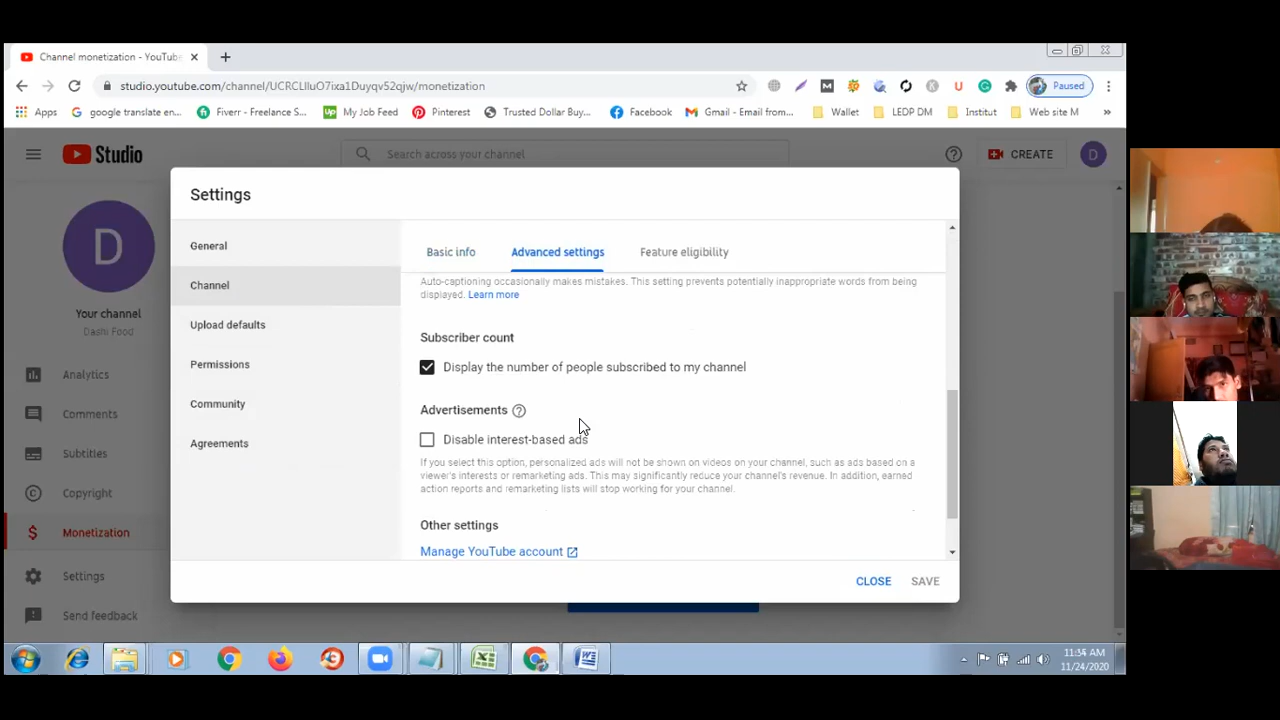 Channel monetization - YouTub
studio.youtube.com/channel/UCRCLlluO7ixa1Duyqv52qjw/monetization
Paused
Apps
google translate en...
Fiverr - Freelance S...
Up
My Job Feed
Pinterest
Trusted Dollar Buy...
Facebook
Gmail - Email from...
Wallet
LEDP DM
Institut
Web site M
»
Studio
Search across your channel
CREATE
D
D
Your channel
Dashi Food
Analytics
Comments
Subtitles
Copyright
Monetization
Settings
Send feedback
Settings
General
Channel
Upload defaults
Permissions
Community
Agreements
Basic info
Advanced settings
Feature eligibility
Auto-captioning occasionally makes mistakes. This setting prevents potentially inappropriate words from being
displayed. Learn more
Subscriber count
Display the number of people subscribed to my channel
Advertisements
Disable interest-based ads
If you select this option, personalized ads will not be shown on videos on your channel, such as ads based on a
viewer's interests or remarketing ads. This may significantly reduce your channel's revenue. In addition, earned
action reports and remarketing lists will stop working for your channel.
Other settings
Manage YouTube account
CLOSE
SAVE
11:34 AM
11/24/2020